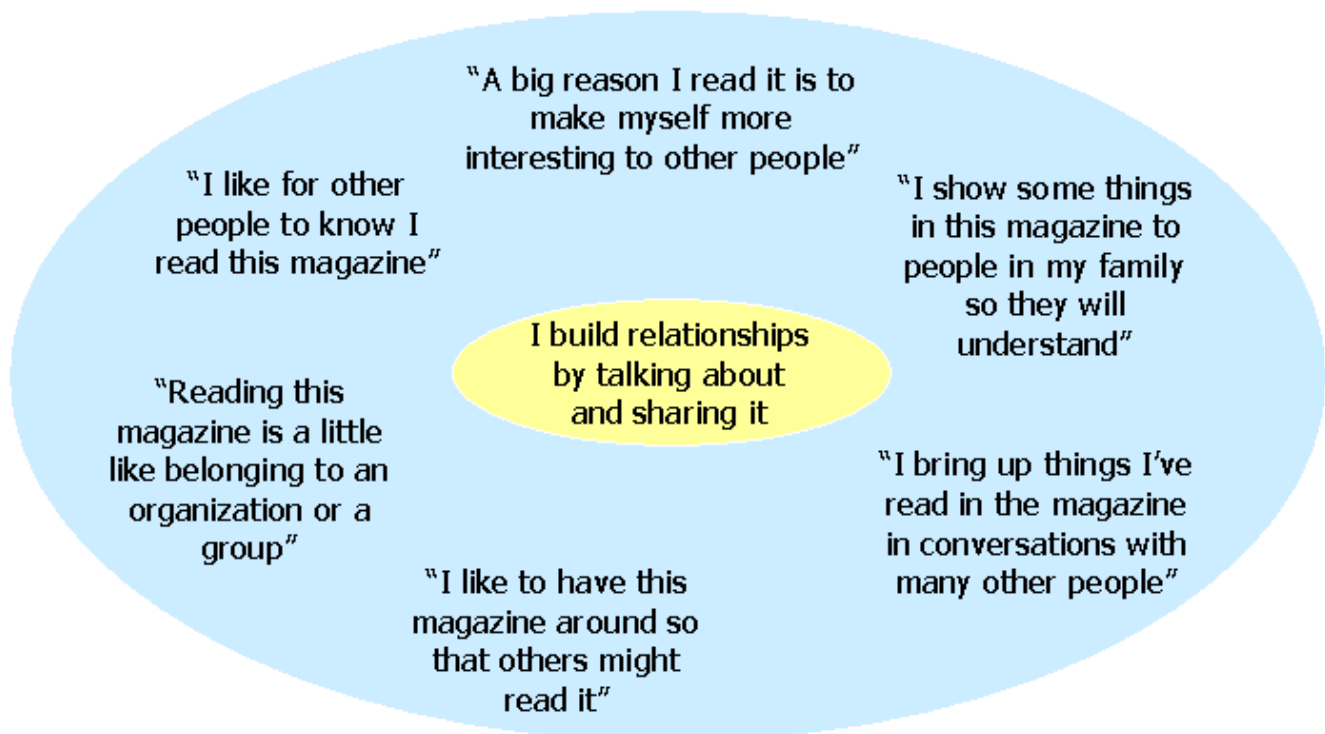 “A big reason I read it is to
make myself more
interesting to other people”
“I like for other
people to know I
read this magazine”
“I show some things
in this magazine to
people in my family
so they will
understand”
I build relationships
by talking about
and sharing it
“Reading this
magazine is a little
like belonging to an
organization or a
group”
“I bring up things I’ve
read in the magazine
in conversations with
many other people”
“I like to have this
magazine around so
that others might
read it”